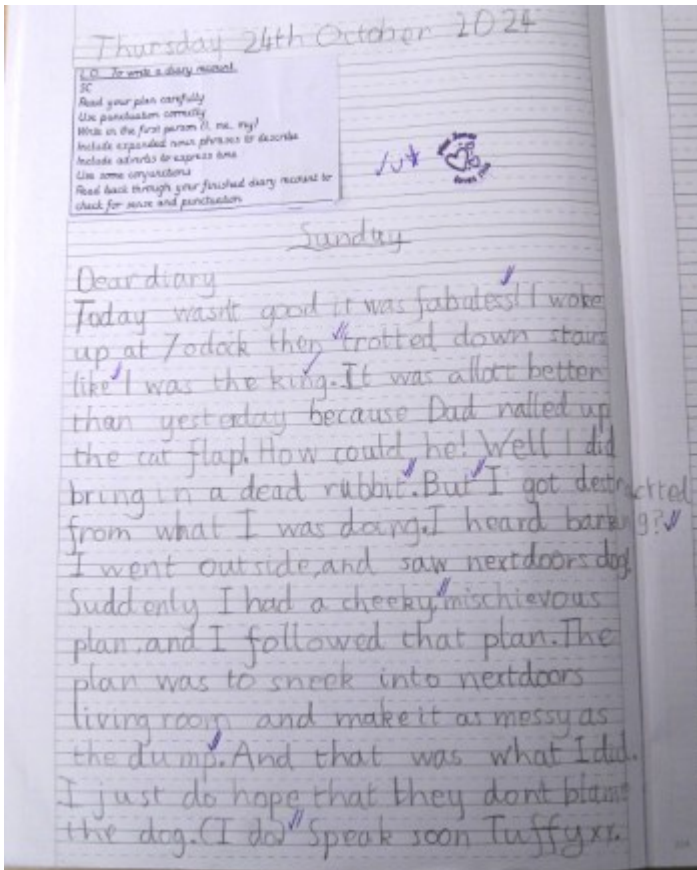 Thursday 24th October 2024
L.O. To write a diary recount.
SC
Read your plan carefully
Use punctuation correctly
Write in the first person (I, me, my)
Include expanded noun phrases to describe
Include adverbs to express time
Use some conjunctions
Read back through your finished diary recount to
check for sense and punctuation
Sunday
Dear diary
Today wasn't good it was fabuless! I woke
up at 7oclock then trotted down stairs
like I was the king. It was allott better
than yesterday because Dad nalled up
the cat flap. How could he! Well I did
bring in a dead rubbit. But I got destracted
from what I was doing. I heard barking?
I went outside, and saw nextdoors dog.
Suddenly I had a cheeky, mischievous
plan, and I followed that plan. The
plan was to sneek into nextdoors
living room and make it as messy as
the dump. And that was what I did.
I just do hope that they dont blame
the dog. (I do) Speak soon Tuffy xx.